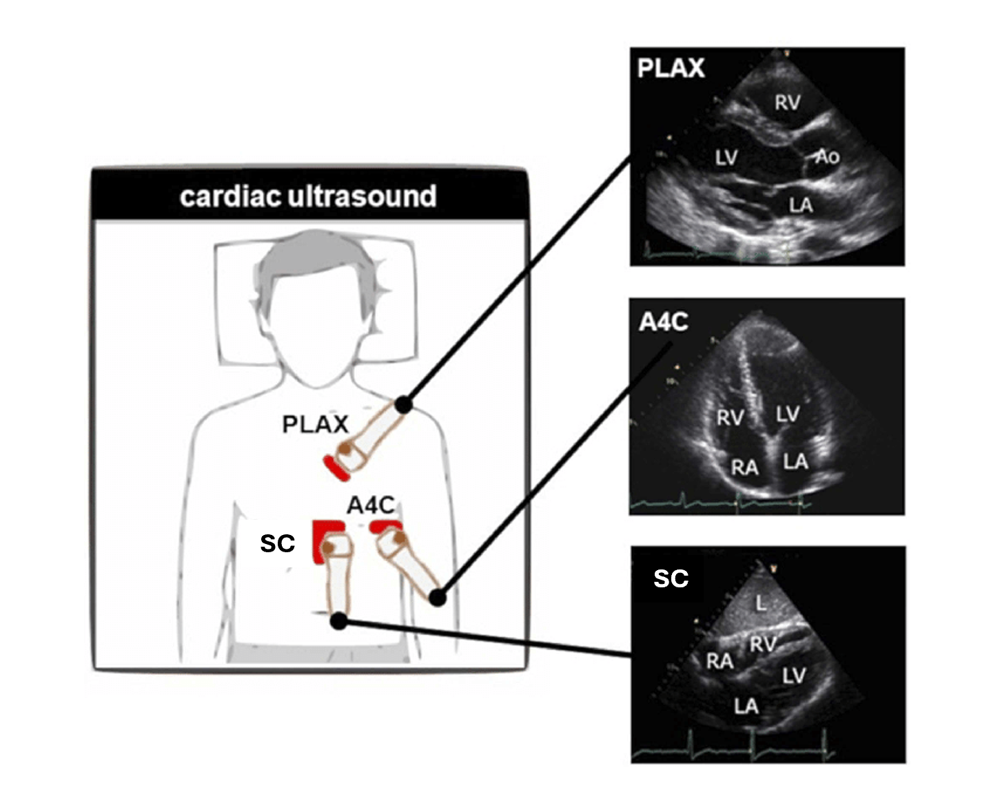 cardiac ultrasound
PLAX
A4C
SC
PLAX
RV
LV
Ao
LA
A4C
RV
LV
RA
LA
SC
L
RV
RA
LV
LA